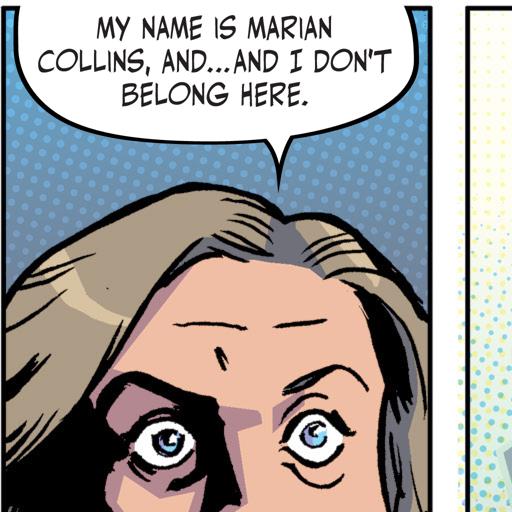 MY NAME IS MARIAN
COLLINS, AND...AND I DON'T
BELONG HERE.